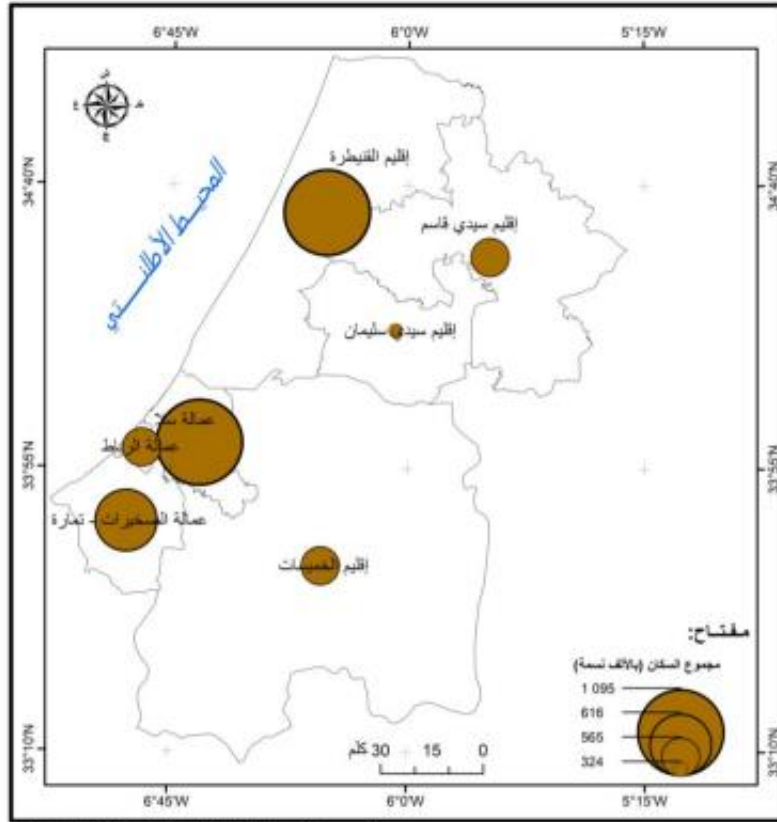 6°45'W 6°0'W 5°15'W
34°40'N 34°40'N
المحيط الأطلنتي
إقليم القنيطرة
إقليم سيدي قاسم
إقليم سيدي سليمان
عمالة سلا
عمالة الرباط
33°55'N 33°55'N
عمالة الصخيرات - تمارة
إقليم الخميسات
مفتاح:
مجموع السكان (بالألف نسمة)
1 095
616
565
324
30 15 0
كلم
33°10'N 33°10'N
6°45'W 6°0'W 5°15'W